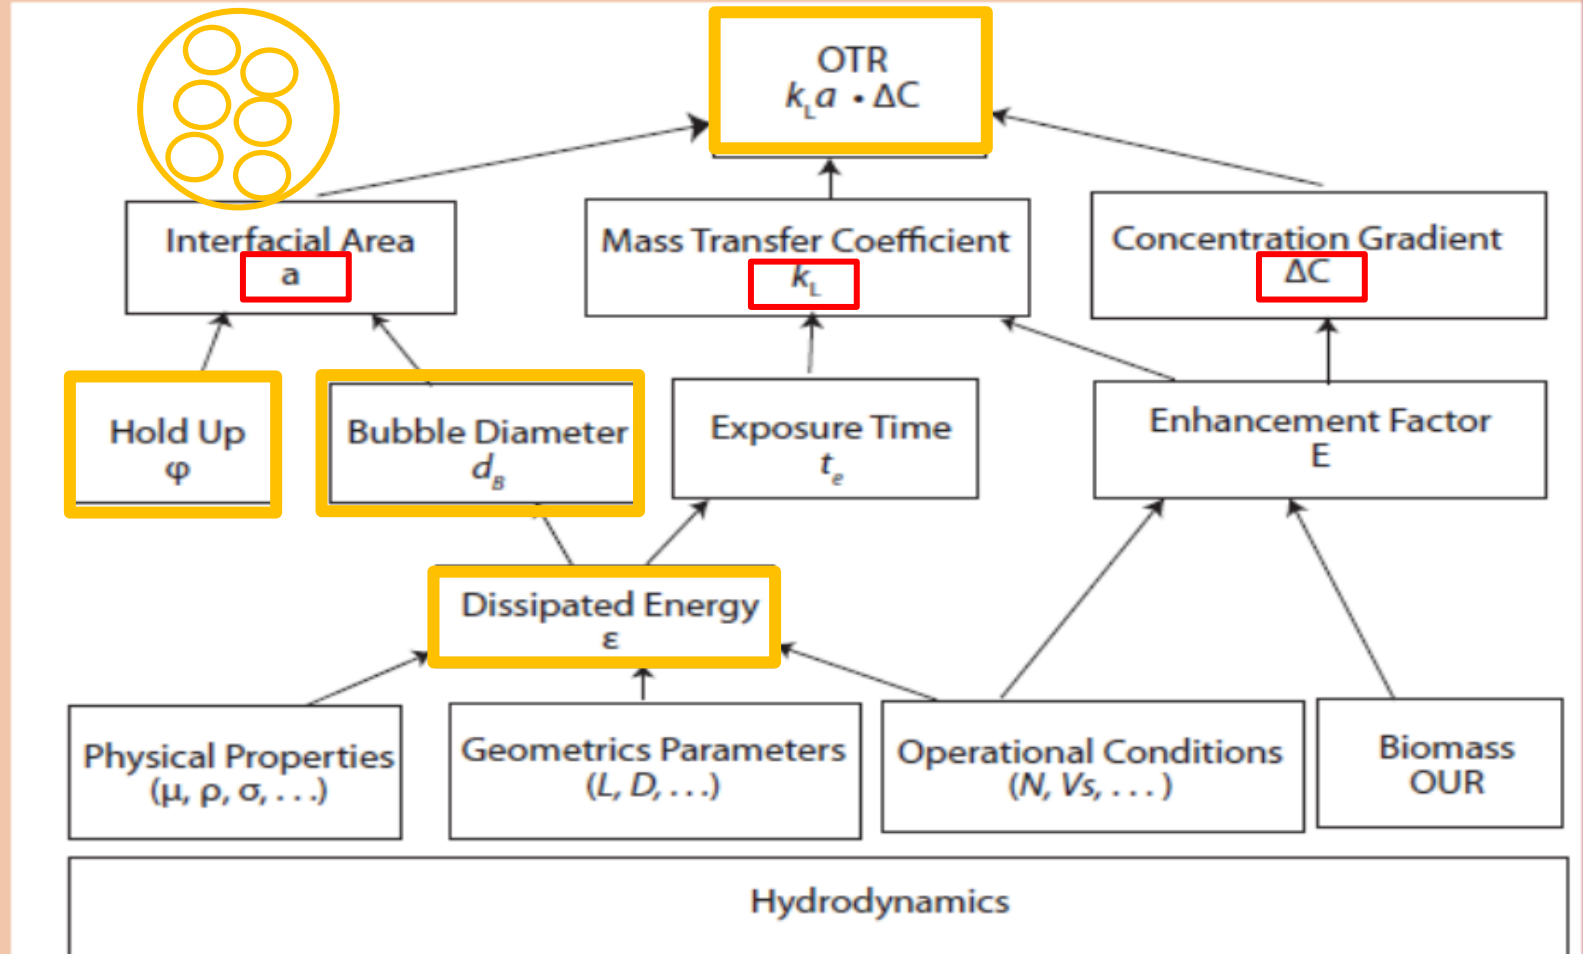 OTR
kLa • ΔC
Interfacial Area
a
Mass Transfer Coefficient
kL
Concentration Gradient
ΔC
Hold Up
φ
Bubble Diameter
dB
Exposure Time
te
Enhancement Factor
E
Dissipated Energy
ε
Physical Properties
(μ, ρ, σ, . . .)
Geometrics Parameters
(L, D, . . .)
Operational Conditions
(N, Vs, . . . )
Biomass
OUR
Hydrodynamics